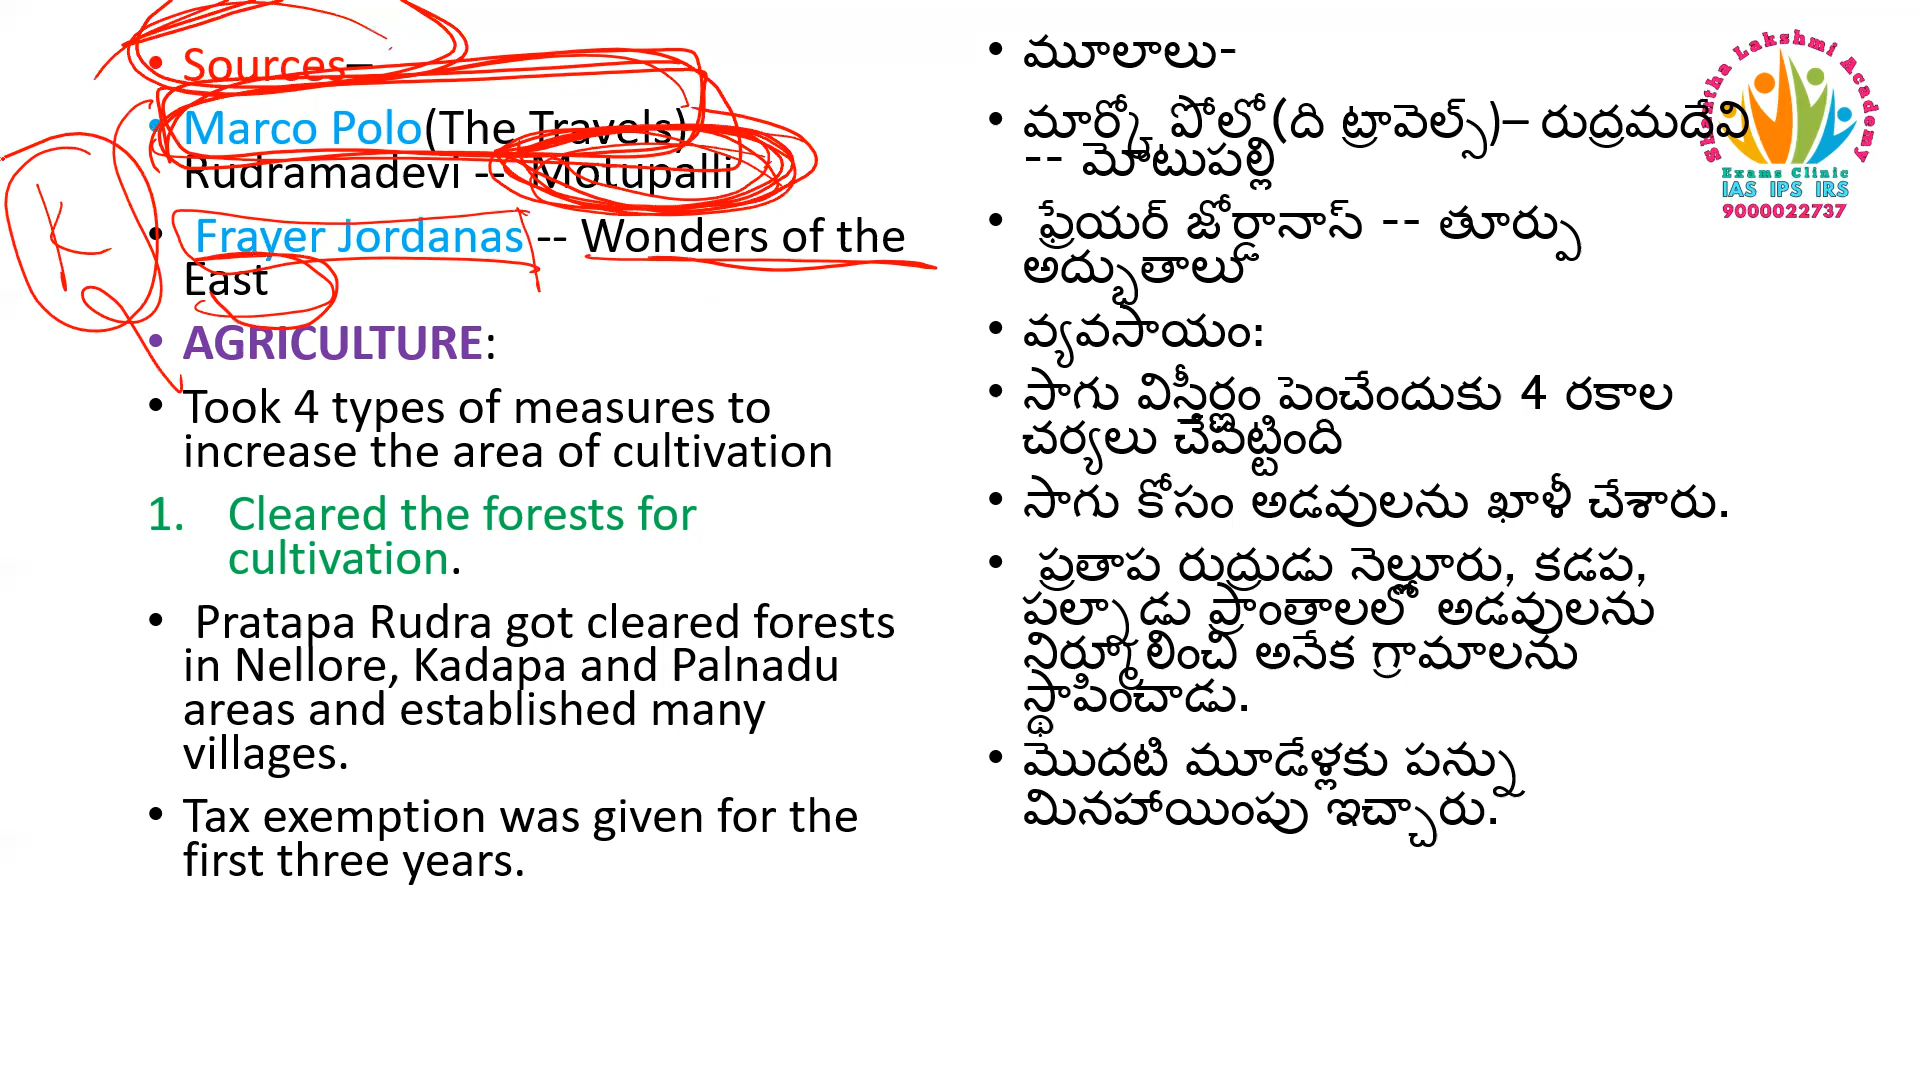 • Sources–
• Marco Polo(The Travels)
Rudramadevi -- Motupalli
• Frayer Jordanas -- Wonders of the
East
• AGRICULTURE:
• Took 4 types of measures to
increase the area of cultivation
1. Cleared the forests for
cultivation.
• Pratapa Rudra got cleared forests
in Nellore, Kadapa and Palnadu
areas and established many
villages.
• Tax exemption was given for the
first three years.
• మూలాలు-
• మార్కో పోలో(ది ట్రావెల్స్)– రుద్రమదేవి
-- మోటుపల్లి
• ఫ్రేయర్ జోర్డానాస్ -- తూర్పు
అద్భుతాలు
• వ్యవసాయం:
• సాగు విస్తీర్ణం పెంచేందుకు 4 రకాల
చర్యలు చేపట్టింది
• సాగు కోసం అడవులను ఖాళీ చేశారు.
• ప్రతాప రుద్రుడు నెల్లూరు, కడప,
పల్నాడు ప్రాంతాలలో అడవులను
నిర్మూలించి అనేక గ్రామాలను
స్థాపించాడు.
• మొదటి మూడేళ్లకు పన్ను
మినహాయింపు ఇచ్చారు.
Lakshmi Academy
Exams Clinic
IAS IPS IRS
9000022737
K